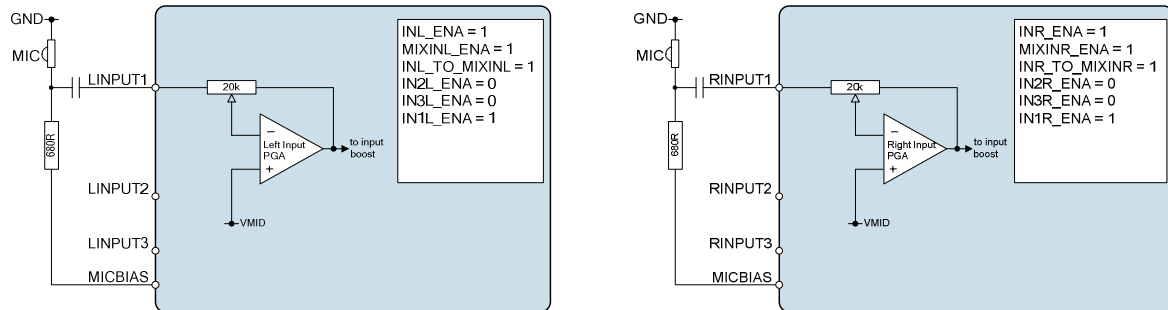 GND
MIC
680R
LINPUT1
LINPUT2
LINPUT3
MICBIAS
20k
Left Input
PGA
−
+
VMID
to input
boost
INL_ENA = 1
MIXINL_ENA = 1
INL_TO_MIXINL = 1
IN2L_ENA = 0
IN3L_ENA = 0
IN1L_ENA = 1
GND
MIC
680R
RINPUT1
RINPUT2
RINPUT3
MICBIAS
20k
Right Input
PGA
−
+
VMID
to input
boost
INR_ENA = 1
MIXINR_ENA = 1
INR_TO_MIXINR = 1
IN2R_ENA = 0
IN3R_ENA = 0
IN1R_ENA = 1